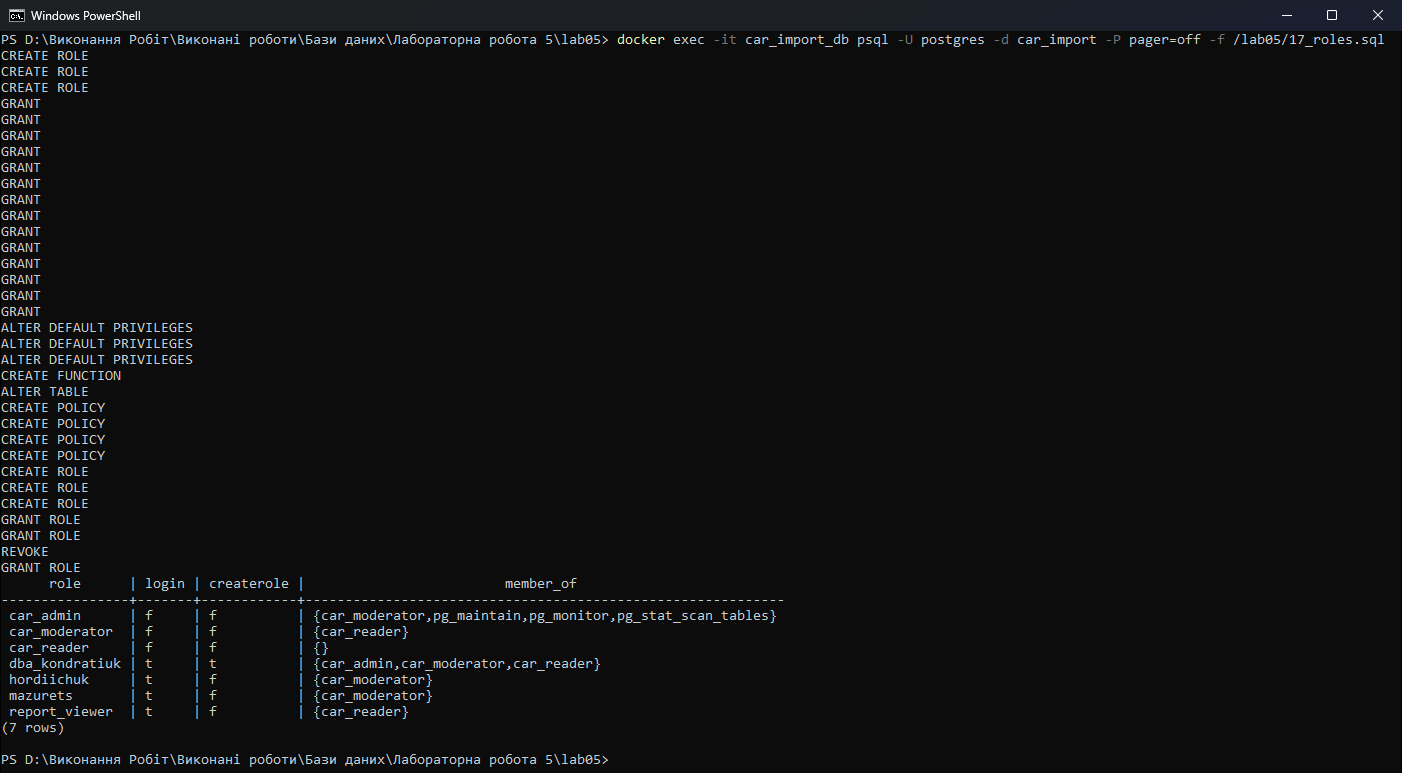 Windows PowerShell
PS D:\Виконання Робіт\Виконані роботи\Бази даних\Лабораторна робота 5\lab05> docker exec -it car_import_db psql -U postgres -d car_import -P pager=off -f /lab05/17_roles.sql
CREATE ROLE
CREATE ROLE
CREATE ROLE
GRANT
GRANT
GRANT
GRANT
GRANT
GRANT
GRANT
GRANT
GRANT
GRANT
GRANT
GRANT
GRANT
GRANT
ALTER DEFAULT PRIVILEGES
ALTER DEFAULT PRIVILEGES
ALTER DEFAULT PRIVILEGES
CREATE FUNCTION
ALTER TABLE
CREATE POLICY
CREATE POLICY
CREATE POLICY
CREATE POLICY
CREATE ROLE
CREATE ROLE
CREATE ROLE
GRANT ROLE
GRANT ROLE
REVOKE
GRANT ROLE
      role      | login | createrole |                         member_of
----------------+-------+------------+------------------------------------------------------------
 car_admin      | f     | f          | {car_moderator,pg_maintain,pg_monitor,pg_stat_scan_tables}
 car_moderator  | f     | f          | {car_reader}
 car_reader     | f     | f          | {}
 dba_kondratiuk | t     | t          | {car_admin,car_moderator,car_reader}
 hordiichuk     | t     | f          | {car_moderator}
 mazurets       | t     | f          | {car_moderator}
 report_viewer  | t     | f          | {car_reader}
(7 rows)
PS D:\Виконання Робіт\Виконані роботи\Бази даних\Лабораторна робота 5\lab05>